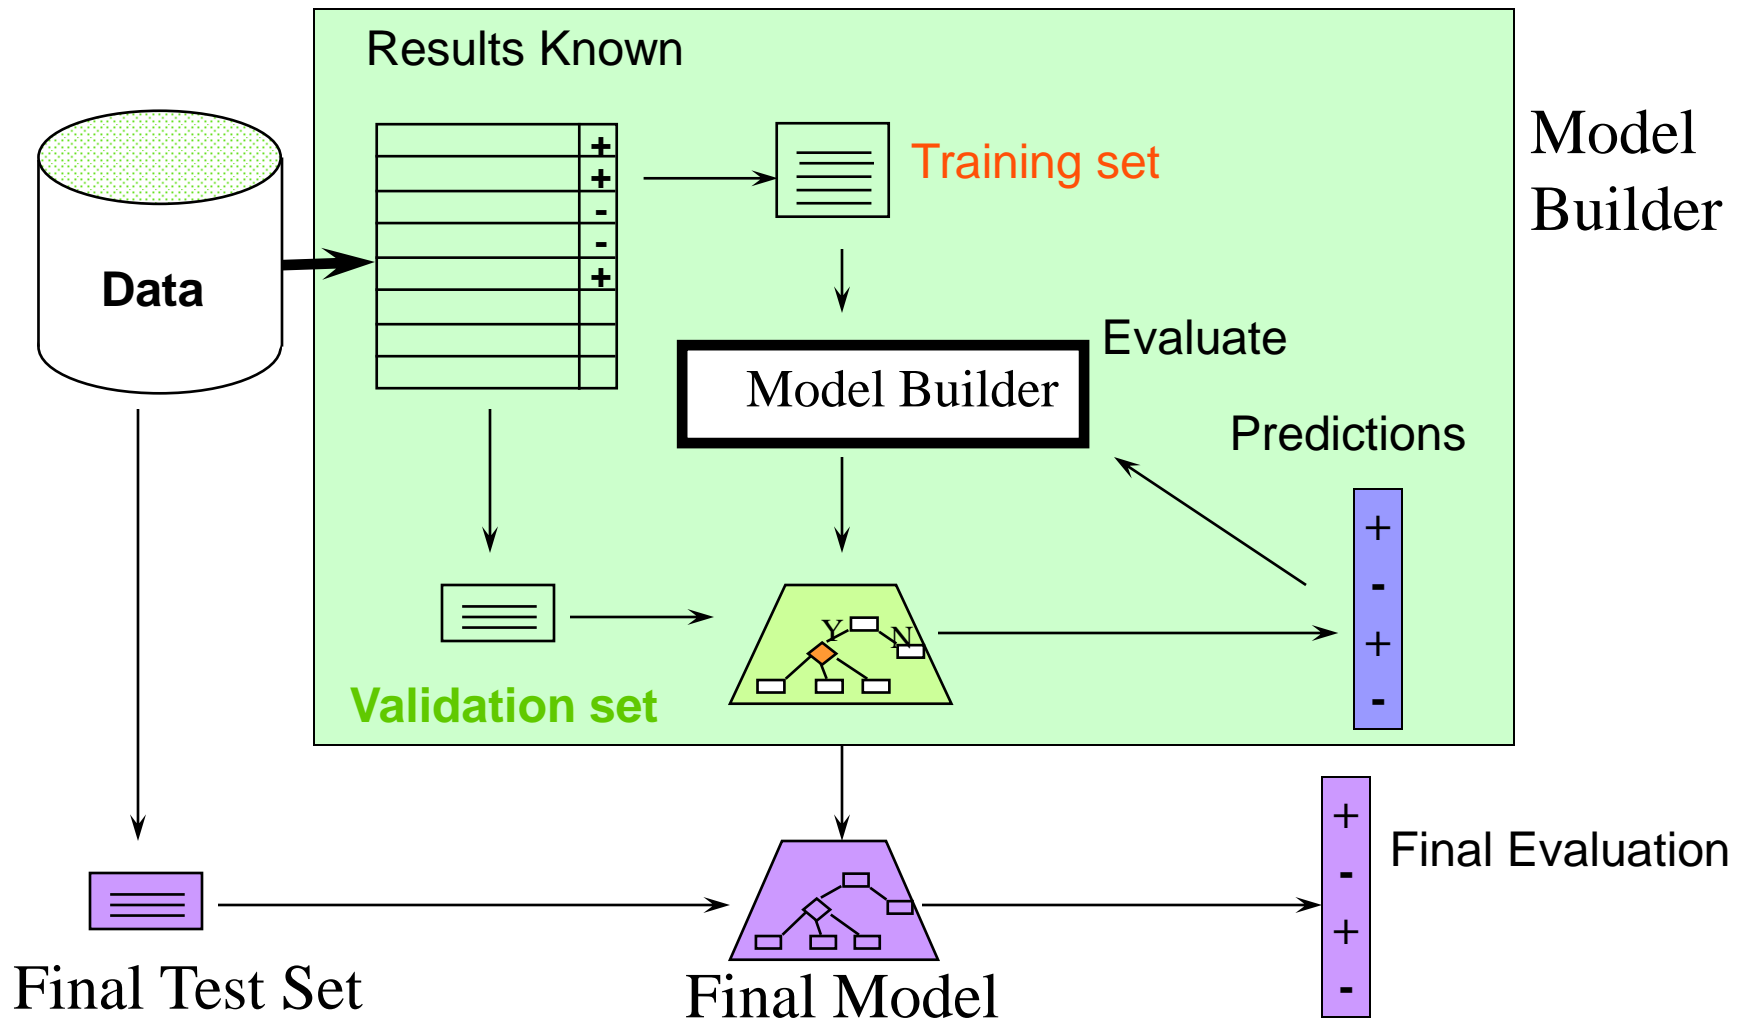 Results Known
Model
Builder
+
+
-
-
+
Training set
Data
Evaluate
Model Builder
Predictions
+
-
+
-
Y
N
Validation set
+
-
+
-
Final Evaluation
Final Test Set
Final Model